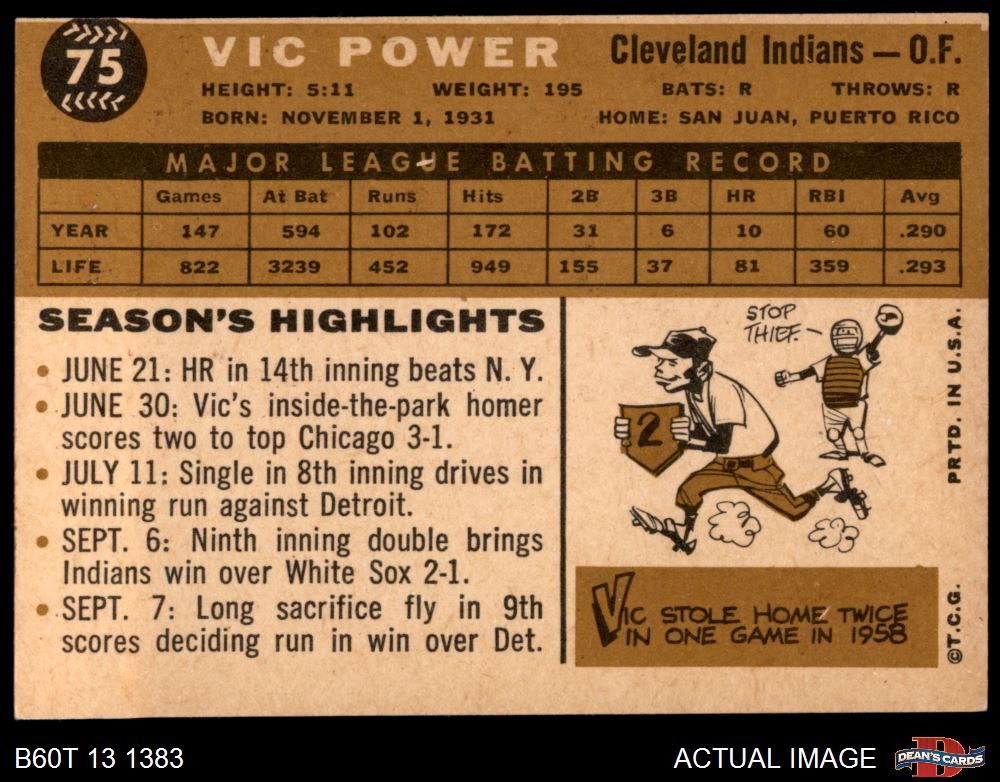 75
VIC POWER
Cleveland Indians — O.F.
HEIGHT: 5:11 WEIGHT: 195 BATS: R THROWS: R
BORN: NOVEMBER 1, 1931 HOME: SAN JUAN, PUERTO RICO
MAJOR LEAGUE BATTING RECORD
Games At Bat Runs Hits 2B 3B HR RBI Avg
YEAR 147 594 102 172 31 6 10 60 .290
LIFE 822 3239 452 949 155 37 81 359 .293
SEASON'S HIGHLIGHTS
• JUNE 21: HR in 14th inning beats N. Y.
• JUNE 30: Vic's inside-the-park homer
scores two to top Chicago 3-1.
• JULY 11: Single in 8th inning drives in
winning run against Detroit.
• SEPT. 6: Ninth inning double brings
Indians win over White Sox 2-1.
• SEPT. 7: Long sacrifice fly in 9th
scores deciding run in win over Det.
STOP
THIEF.
2
VIC STOLE HOME TWICE
IN ONE GAME IN 1958
PRTD. IN U.S.A.
©T.C.G.
B60T 13 1383
ACTUAL IMAGE
D
DEAN'S CARDS